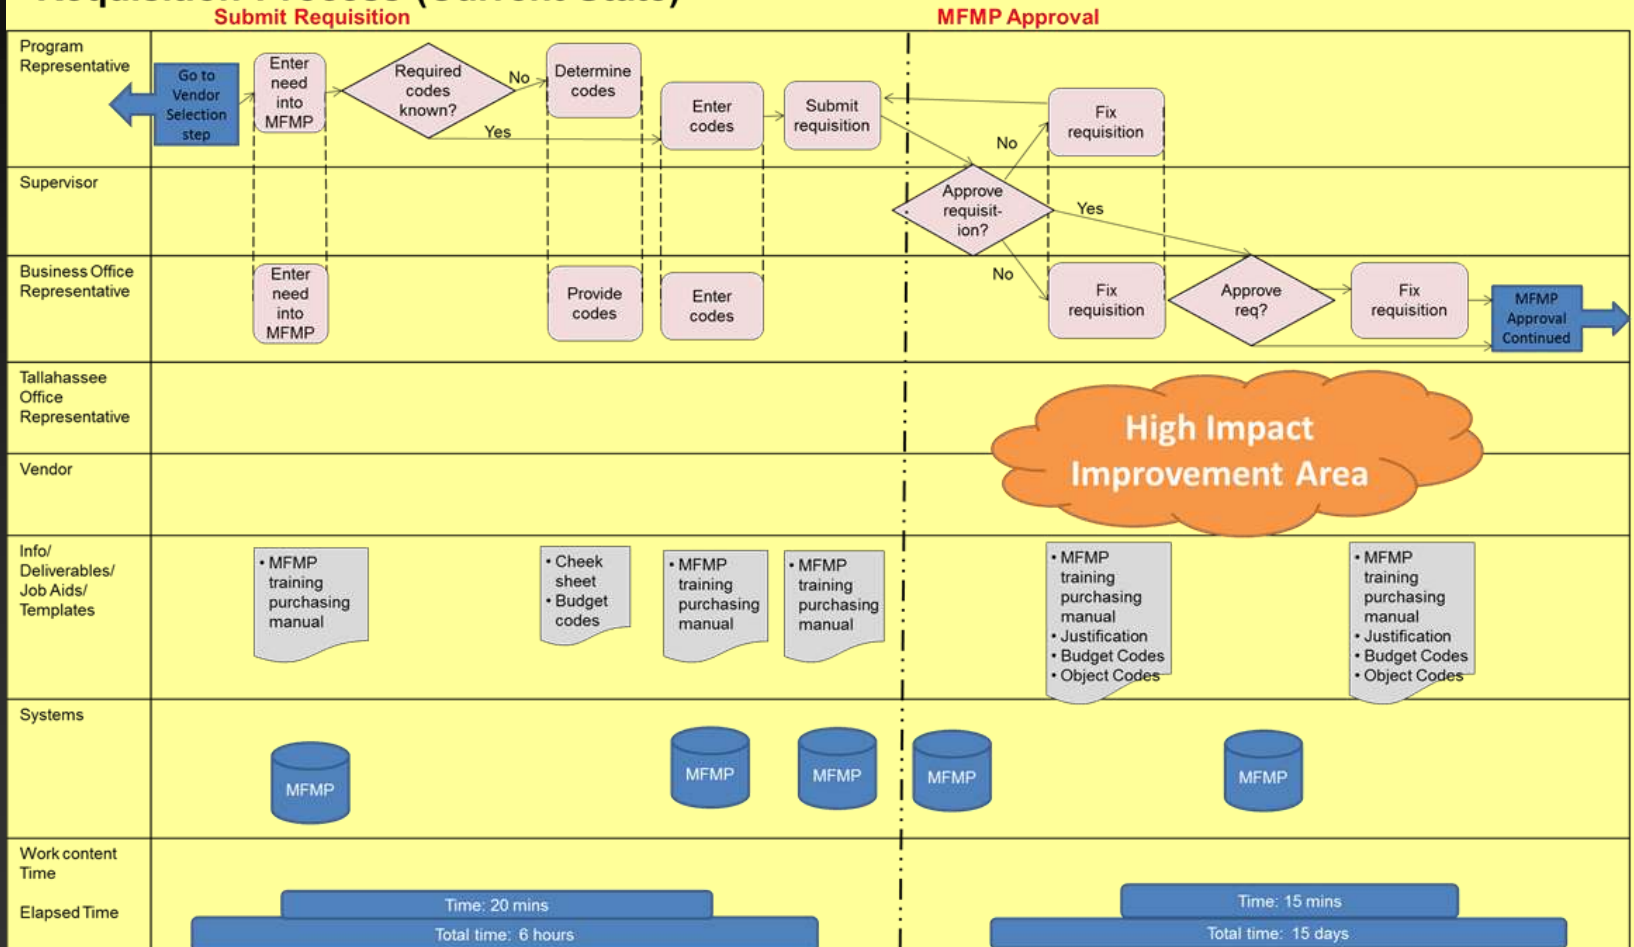 Requisition Process (Current State)
Submit Requisition
MFMP Approval
Program
Representative
Go to
Vendor
Selection
step
Enter
need
into
MFMP
Required
codes
known?
No
Yes
Determine
codes
Enter
codes
Submit
requisition
Fix
requisition
No
Supervisor
Approve
requisit-
ion?
Yes
No
Business Office
Representative
Enter
need
into
MFMP
Provide
codes
Enter
codes
Fix
requisition
Approve
req?
Fix
requisition
MFMP
Approval
Continued
Tallahassee
Office
Representative
High Impact
Improvement Area
Vendor
Info/
Deliverables/
Job Aids/
Templates
• MFMP
training
purchasing
manual
• Cheek
sheet
• Budget
codes
• MFMP
training
purchasing
manual
• MFMP
training
purchasing
manual
• MFMP
training
purchasing
manual
• Justification
• Budget Codes
• Object Codes
• MFMP
training
purchasing
manual
• Justification
• Budget Codes
• Object Codes
Systems
MFMP
MFMP
MFMP
MFMP
MFMP
Work content
Time
Time: 20 mins
Time: 15 mins
Elapsed Time
Total time: 6 hours
Total time: 15 days